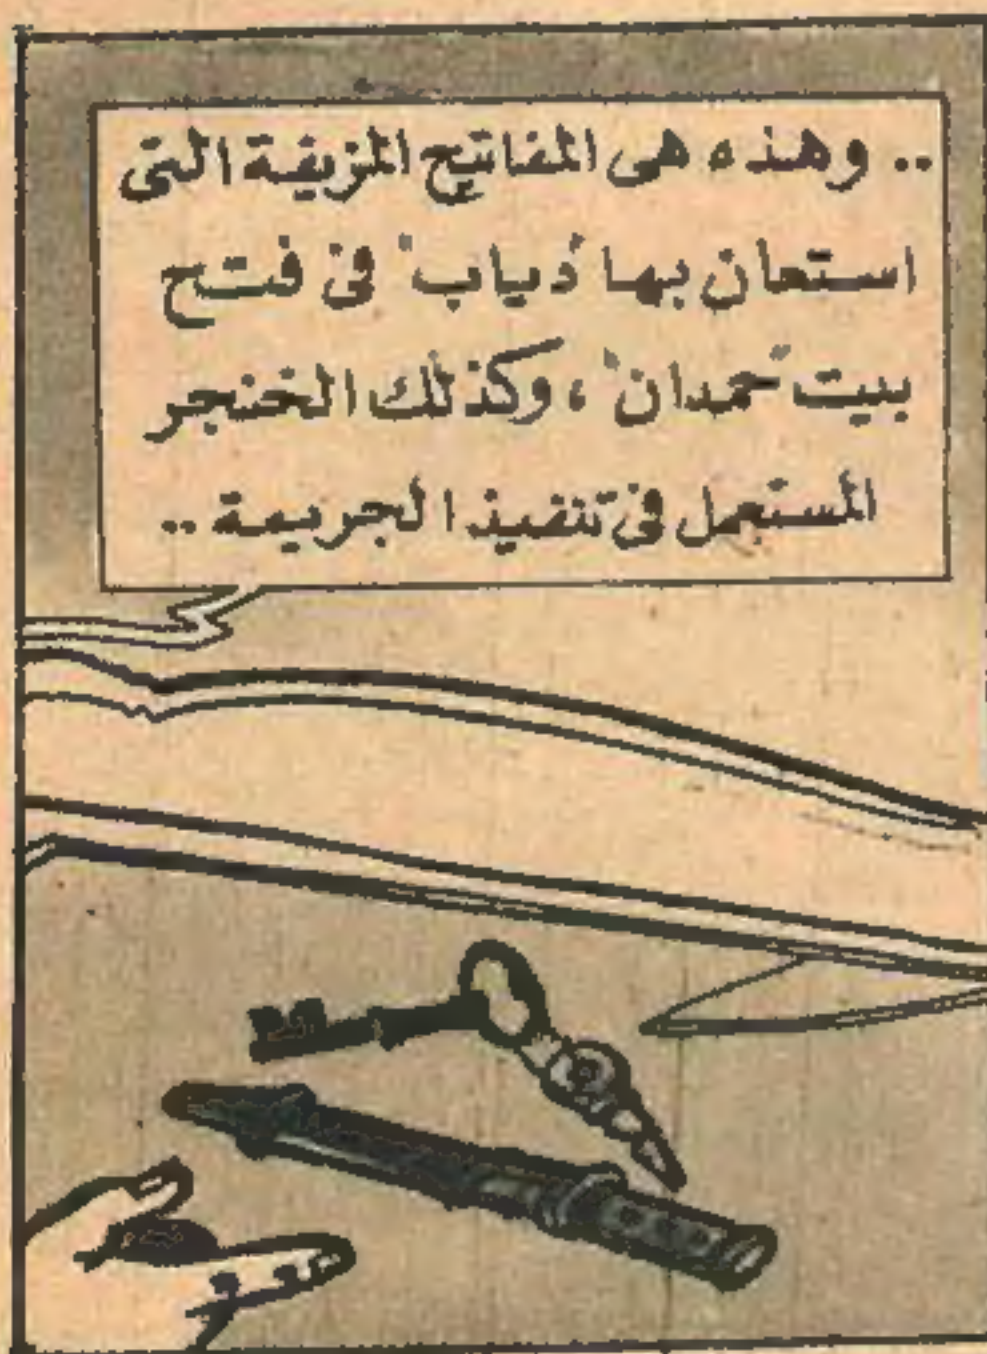 .. وهذه هى المفاتيح المزيفة التى
استعان بها "دياب" فى فتح
بيت "حمدان" ، وكذلك الخنجر
المستعمل فى تنفيذ الجريمة ..